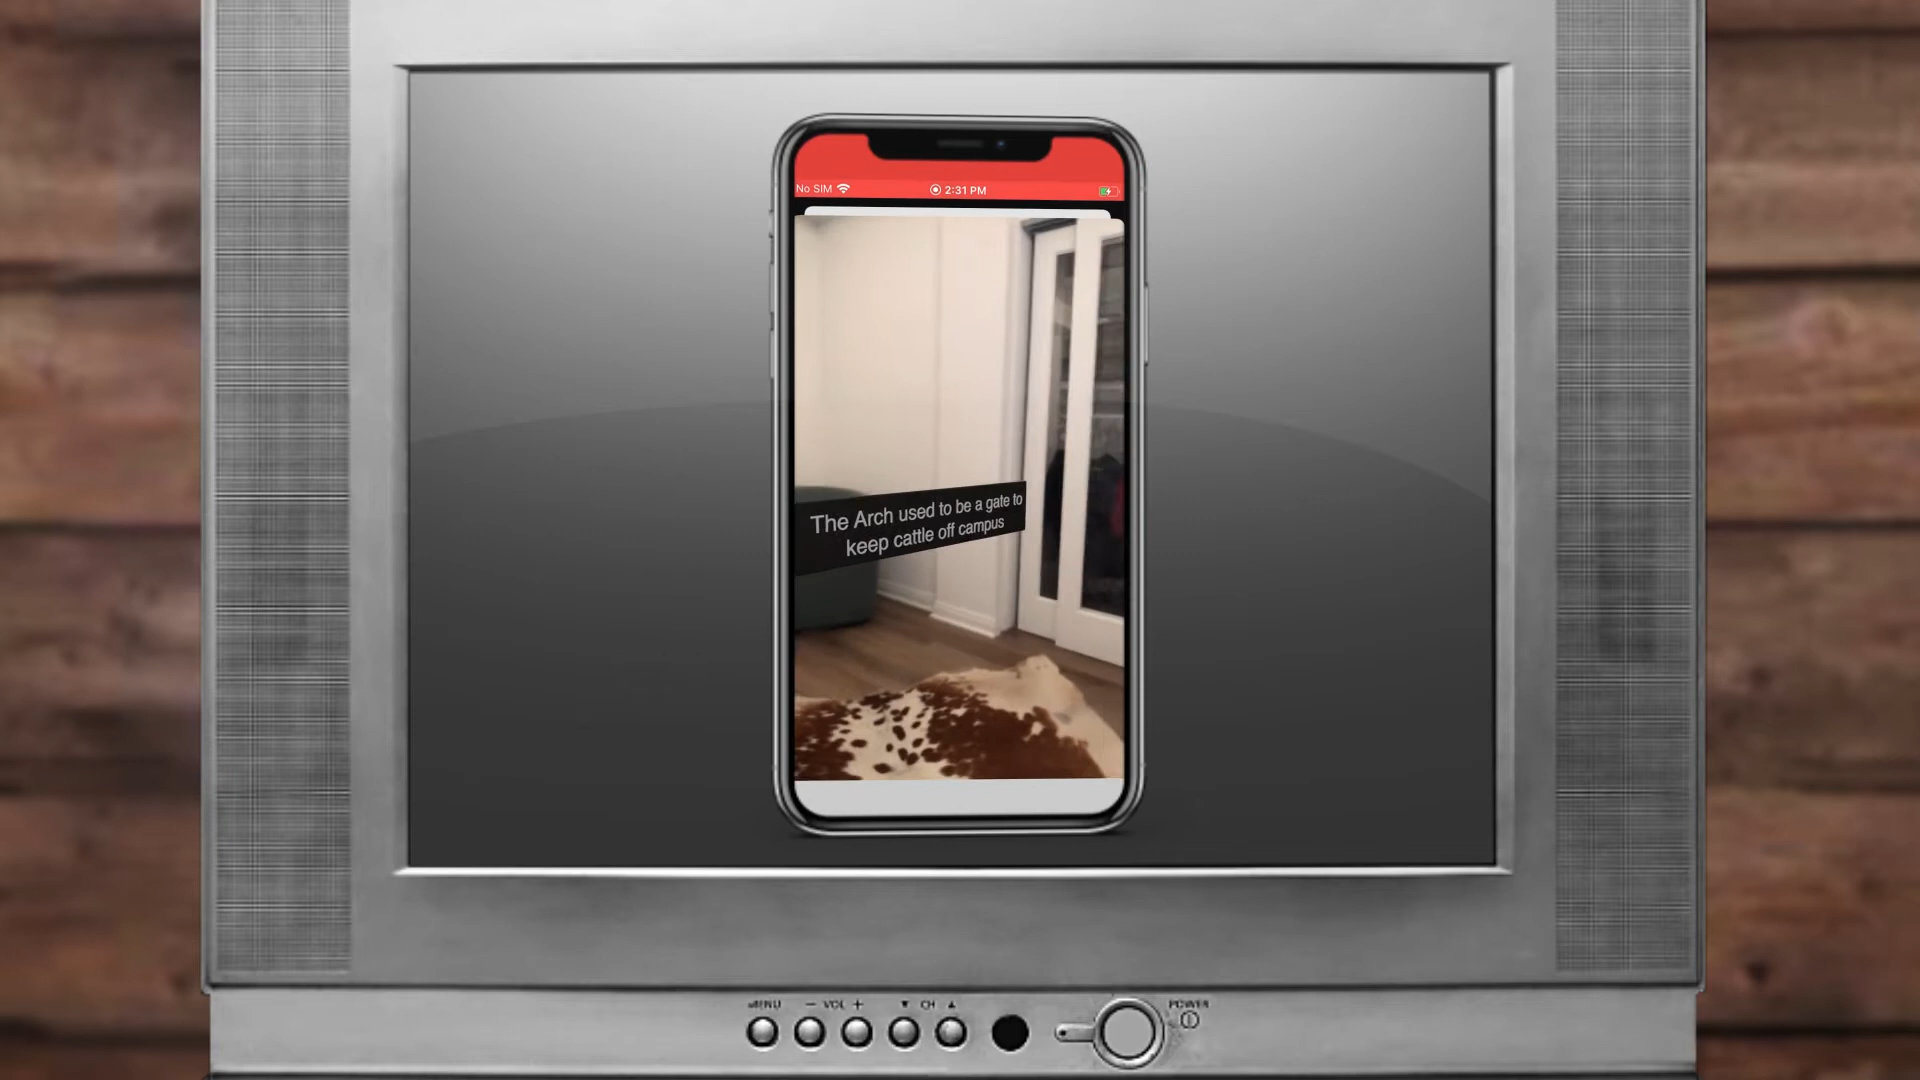 No SIM 2:31 PM
The Arch used to be a gate to
keep cattle off campus
MENU - VOL + ▼ CH ▲ POWER